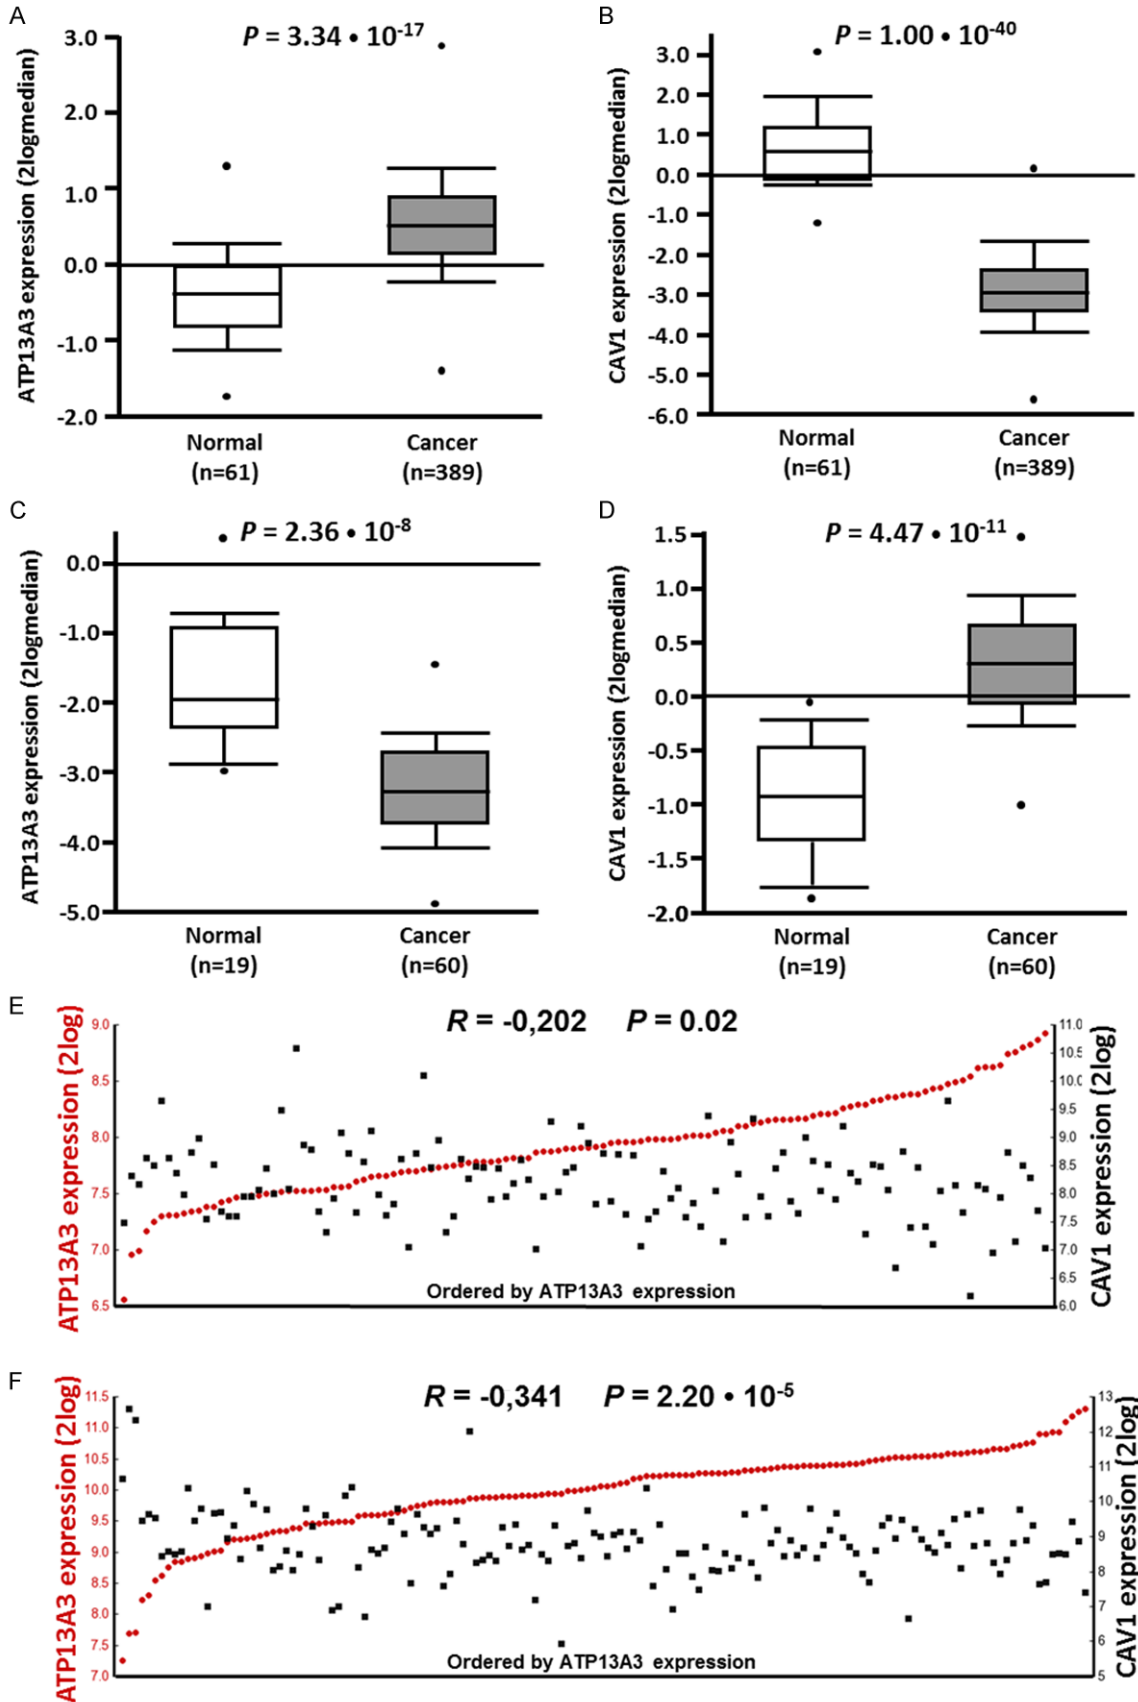 A
P = 3.34 • 10-17
ATP13A3 expression (2logmedian)
3.0
2.0
1.0
0.0
-1.0
-2.0
Normal
(n=61)
Cancer
(n=389)
B
P = 1.00 • 10-40
CAV1 expression (2logmedian)
3.0
2.0
1.0
0.0
-1.0
-2.0
-3.0
-4.0
-5.0
-6.0
Normal
(n=61)
Cancer
(n=389)
C
P = 2.36 • 10-8
ATP13A3 expression (2logmedian)
0.0
-1.0
-2.0
-3.0
-4.0
-5.0
Normal
(n=19)
Cancer
(n=60)
D
P = 4.47 • 10-11
CAV1 expression (2logmedian)
1.5
1.0
0.5
0.0
-0.5
-1.0
-1.5
-2.0
Normal
(n=19)
Cancer
(n=60)
E
R = -0,202 P = 0.02
ATP13A3 expression (2log)
9.0
8.5
8.0
7.5
7.0
6.5
Ordered by ATP13A3 expression
11.0
10.5
10.0
9.5
9.0
8.5
8.0
7.5
7.0
6.5
6.0
CAV1 expression (2log)
F
R = -0,341 P = 2.20 • 10-5
ATP13A3 expression (2log)
11.5
11.0
10.5
10.0
9.5
9.0
8.5
8.0
7.5
7.0
Ordered by ATP13A3 expression
13
12
11
10
9
8
7
6
5
CAV1 expression (2log)